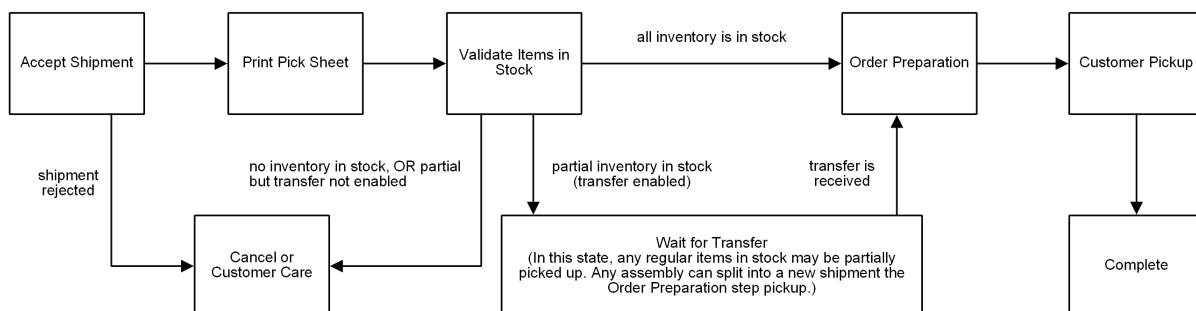 Accept Shipment
Print Pick Sheet
Validate Items in
Stock
all inventory is in stock
Order Preparation
Customer Pickup
shipment
rejected
no inventory in stock, OR partial
but transfer not enabled
partial inventory in stock
(transfer enabled)
transfer is
received
Cancel or
Customer Care
Wait for Transfer
(In this state, any regular items in stock may be partially
picked up. Any assembly can split into a new shipment the
Order Preparation step pickup.)
Complete